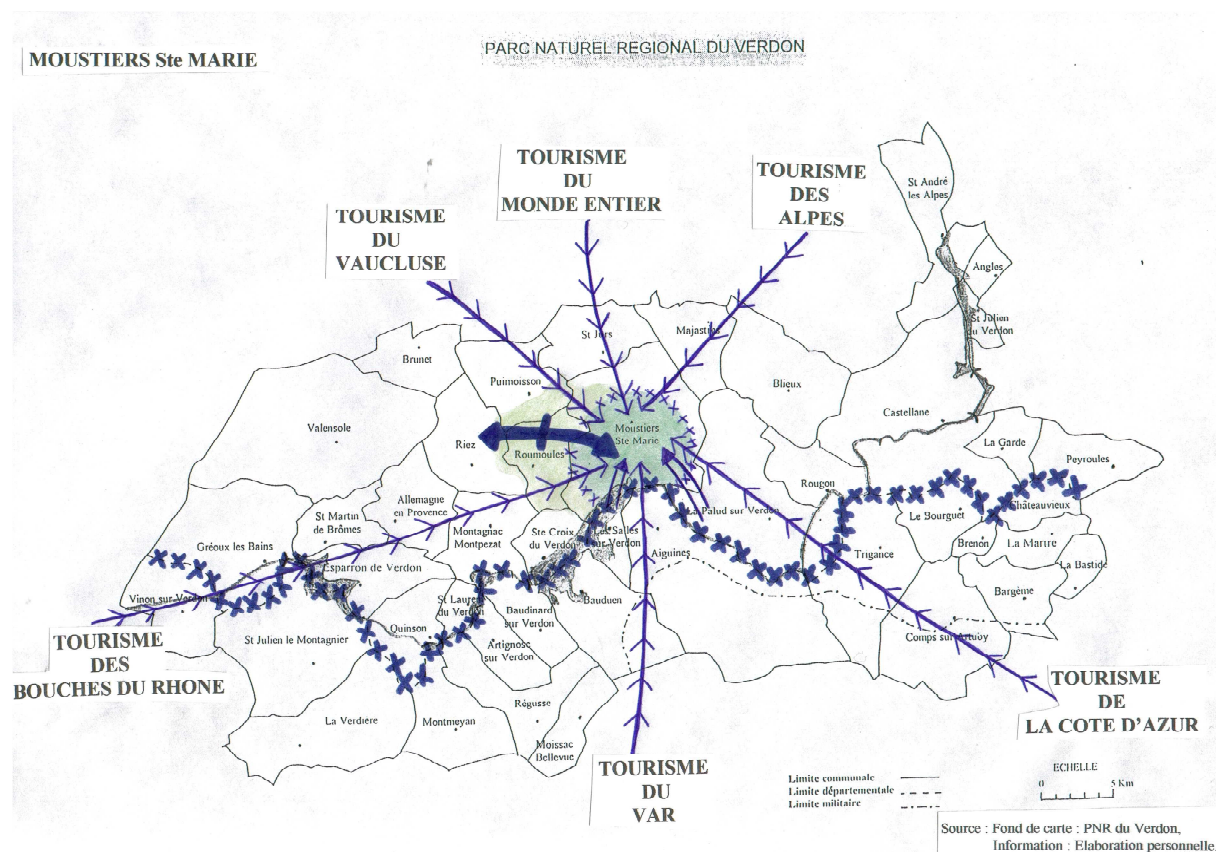 MOUSTIERS Ste MARIE
PARC NATUREL REGIONAL DU VERDON
TOURISME
DU
MONDE ENTIER
TOURISME
DES
ALPES
TOURISME
DU
VAUCLUSE
St André
les Alpes
Angles
St Julien
du Verdon
St Jurs
Majastres
Brunet
Puimoisson
Blieux
Castellane
Valensole
Moustiers
Ste Marie
Riez
Roumoules
La Garde
Peyroules
Rougon
Allemagne
en Provence
St Martin
de Brômes
Montagnac
Montpezat
Ste Croix
du Verdon
Les Salles
sur Verdon
La Palud sur Verdon
Le Bourguet
Châteauvieux
Brenon
La Martre
Gréoux les Bains
Esparron de Verdon
Aiguines
Trigance
La Bastide
Vinon sur Verdon
St Laurent
du Verdon
Baudinard
sur Verdon
Bauduen
Bargème
Quinson
St Julien le Montagnier
Artignosc
sur Verdon
Comps sur Artuby
TOURISME
DES
BOUCHES DU RHONE
TOURISME
DE
LA COTE D'AZUR
La Verdière
Montmeyan
Régusse
Moissac
Bellevue
TOURISME
DU
VAR
Limite communale
Limite départementale
Limite militaire
ECHELLE
0 5 Km
Source : Fond de carte : PNR du Verdon,
Information : Elaboration personnelle.